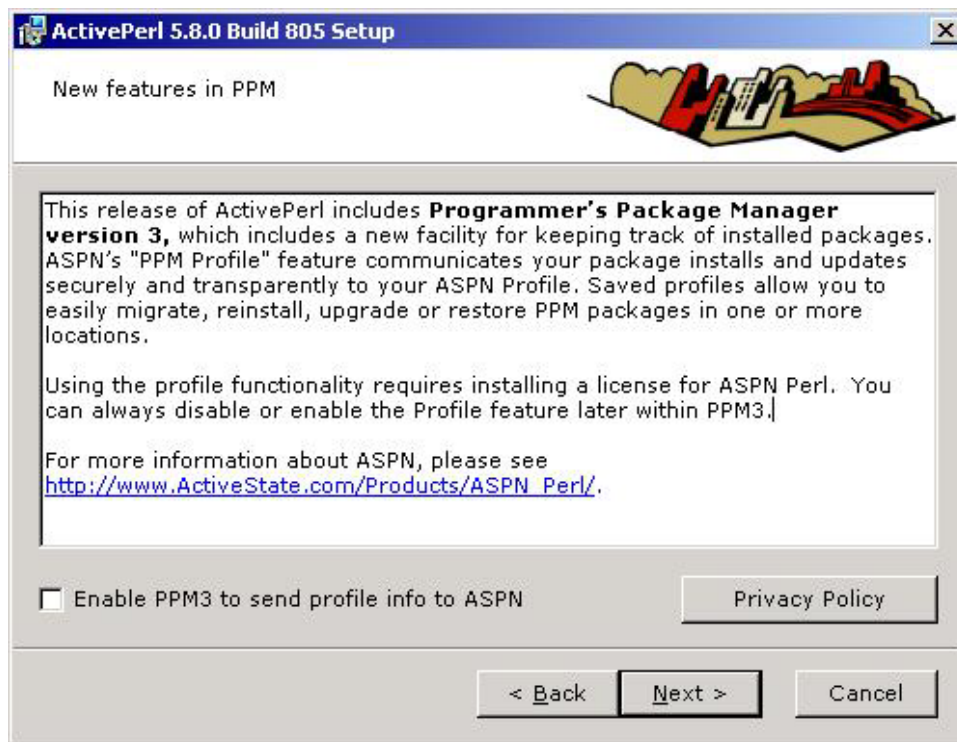 ActivePerl 5.8.0 Build 805 Setup
New features in PPM
This release of ActivePerl includes Programmer's Package Manager
version 3, which includes a new facility for keeping track of installed packages.
ASPN's "PPM Profile" feature communicates your package installs and updates
securely and transparently to your ASPN Profile. Saved profiles allow you to
easily migrate, reinstall, upgrade or restore PPM packages in one or more
locations.
Using the profile functionality requires installing a license for ASPN Perl. You
can always disable or enable the Profile feature later within PPM3.
For more information about ASPN, please see
http://www.ActiveState.com/Products/ASPN_Perl/.
Enable PPM3 to send profile info to ASPN
Privacy Policy
< Back
Next >
Cancel